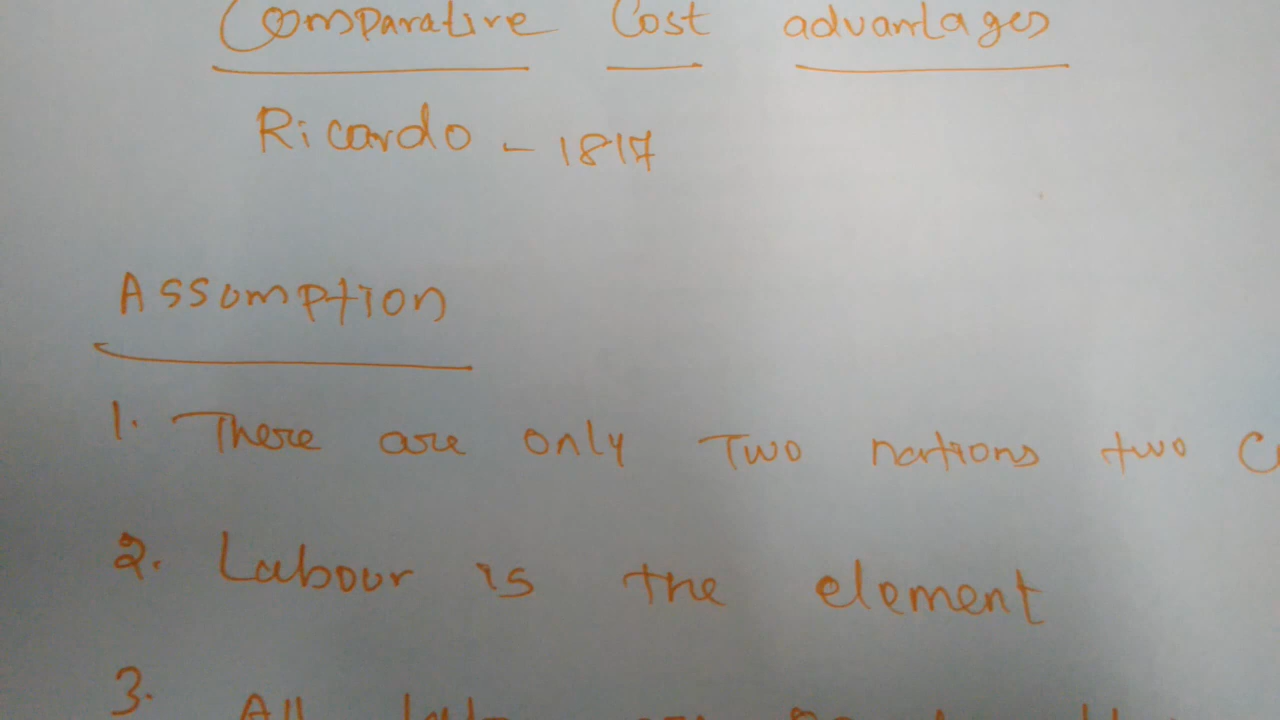 Comparative Cost advantages
Ricardo - 1817
Assumption
1. There are only Two nations two
2. Labour is the element
3. All